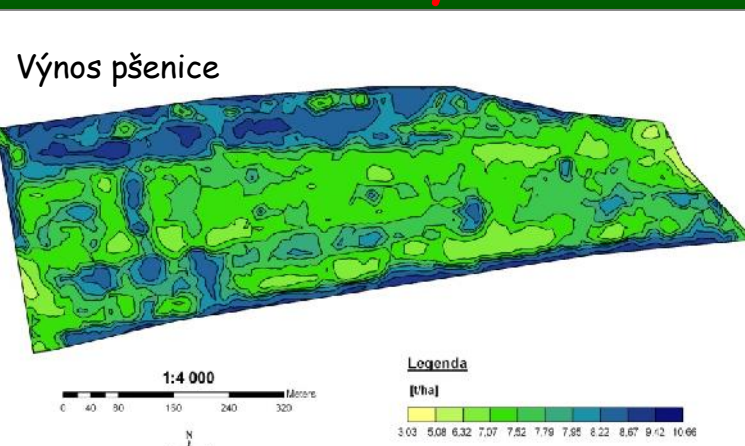 Výnos pšenice
1:4 000
Meters
0 40 80 160 240 320
N
Legenda
[t/ha]
3,03 5,08 6,32 7,07 7,52 7,79 7,95 8,22 8,67 9,42 10,66